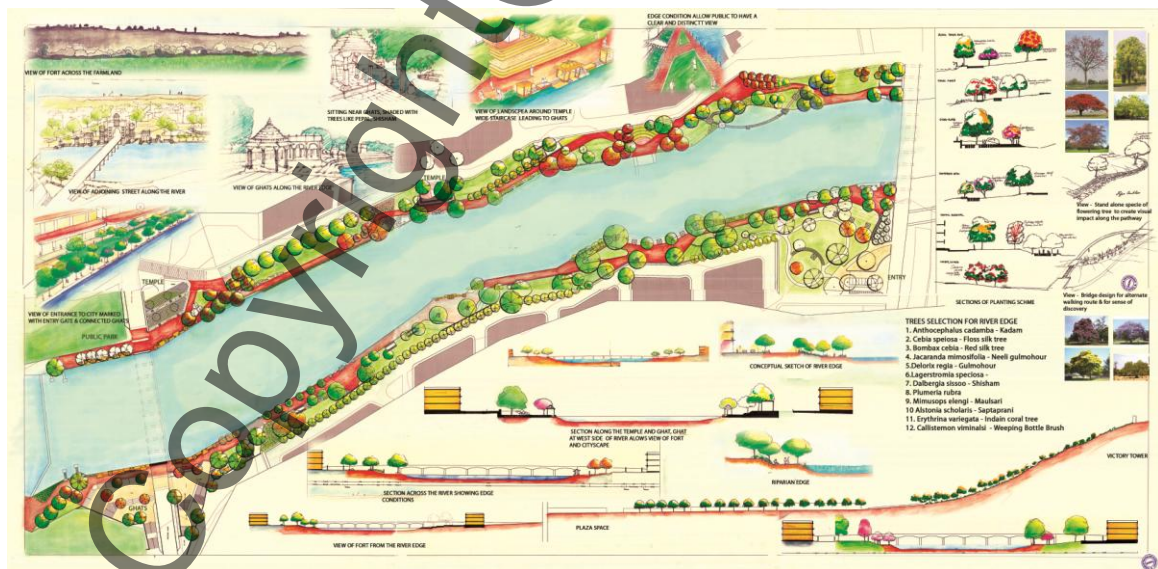 VIEW OF FORT ACROSS THE FARMLAND
VIEW OF ADJOINING STREET ALONG THE RIVER
SITTING NEAR GHATS, SHADED WITH
TREES LIKE PEPAL, SHISHAM
VIEW OF GHATS ALONG THE RIVER EDGE
VIEW OF LANDSCPEA AROUND TEMPLE
WIDE STAIRCASE LEADING TO GHATS
EDGE CONDITION ALLOW PUBLIC TO HAVE A
CLEAR AND DISTINCTT VIEW
TEMPLE
TEMPLE
VIEW OF ENTRANCE TO CITY MARKED
WITH ENTRY GATE & CONNECTED GHATS
PUBLIC PARK
GHATS
ENTRY
View - Stand alone specte of
flowering tree to create visual
impact along the pathway
SECTIONS OF PLANTING SCHME
View - Bridge design for alternate
walking route & for sense of
discovery
TREES SELECTION FOR RIVER EDGE
1. Anthocephalus cadamba - Kadam
2. Cebia speiosa - Floss silk tree
3. Bombax cebia - Red silk tree
4. Jacaranda mimosifolia - Neeli gulmohour
5.Delorix regia - Gulmohour
6.Lagerstromia speciosa -
7. Dalbergia sissoo - Shisham
8. Plumeria rubra
9. Mimusops elengi - Maulsari
10 Alstonia scholaris - Saptaprani
11. Erythrina variegata - Indain coral tree
12. Callistemon viminalsi - Weeping Bottle Brush
CONCEPTUAL SKETCH OF RIVER EDGE
SECTION ALONG THE TEMPLE AND GHAT, GHAT
AT WEST SIDE OF RIVER ALOWS VIEW OF FORT
AND CITYSCAPE
SECTION ACROSS THE RIVER SHOWING EDGE
CONDITIONS
RIPARIAN EDGE
VICTORY TOWER
PLAZA SPACE
VIEW OF FORT FROM THE RIVER EDGE